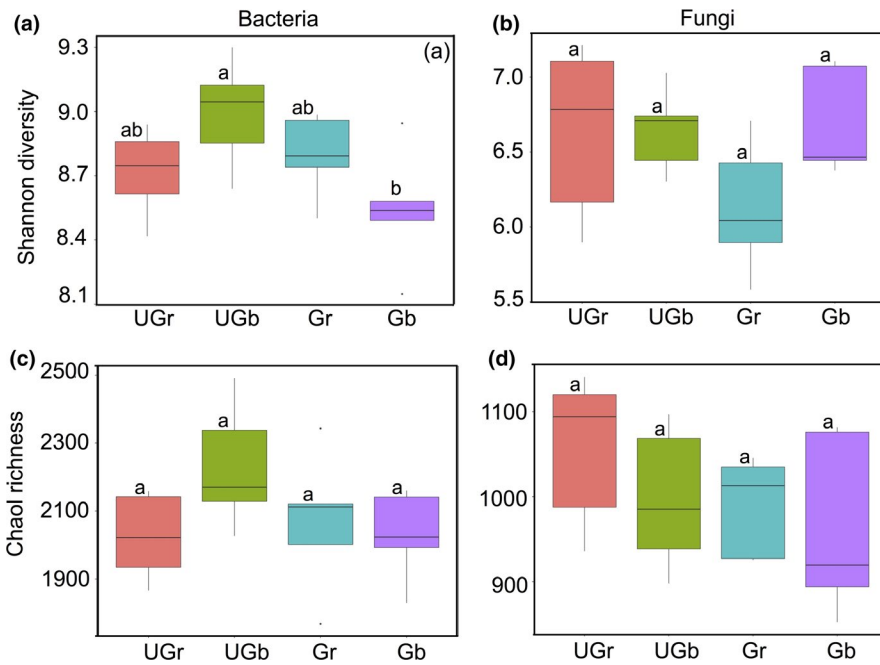 (a) Bacteria (b) Fungi
Shannon diversity
9.3
9.0
8.7
8.4
8.1
ab a ab b
(a)
UGr UGb Gr Gb
7.0
6.5
6.0
5.5
a a a a
UGr UGb Gr Gb
(c)
Chaol richness
2500
2300
2100
1900
a a a a
UGr UGb Gr Gb
(d)
1100
1000
900
a a a a
UGr UGb Gr Gb